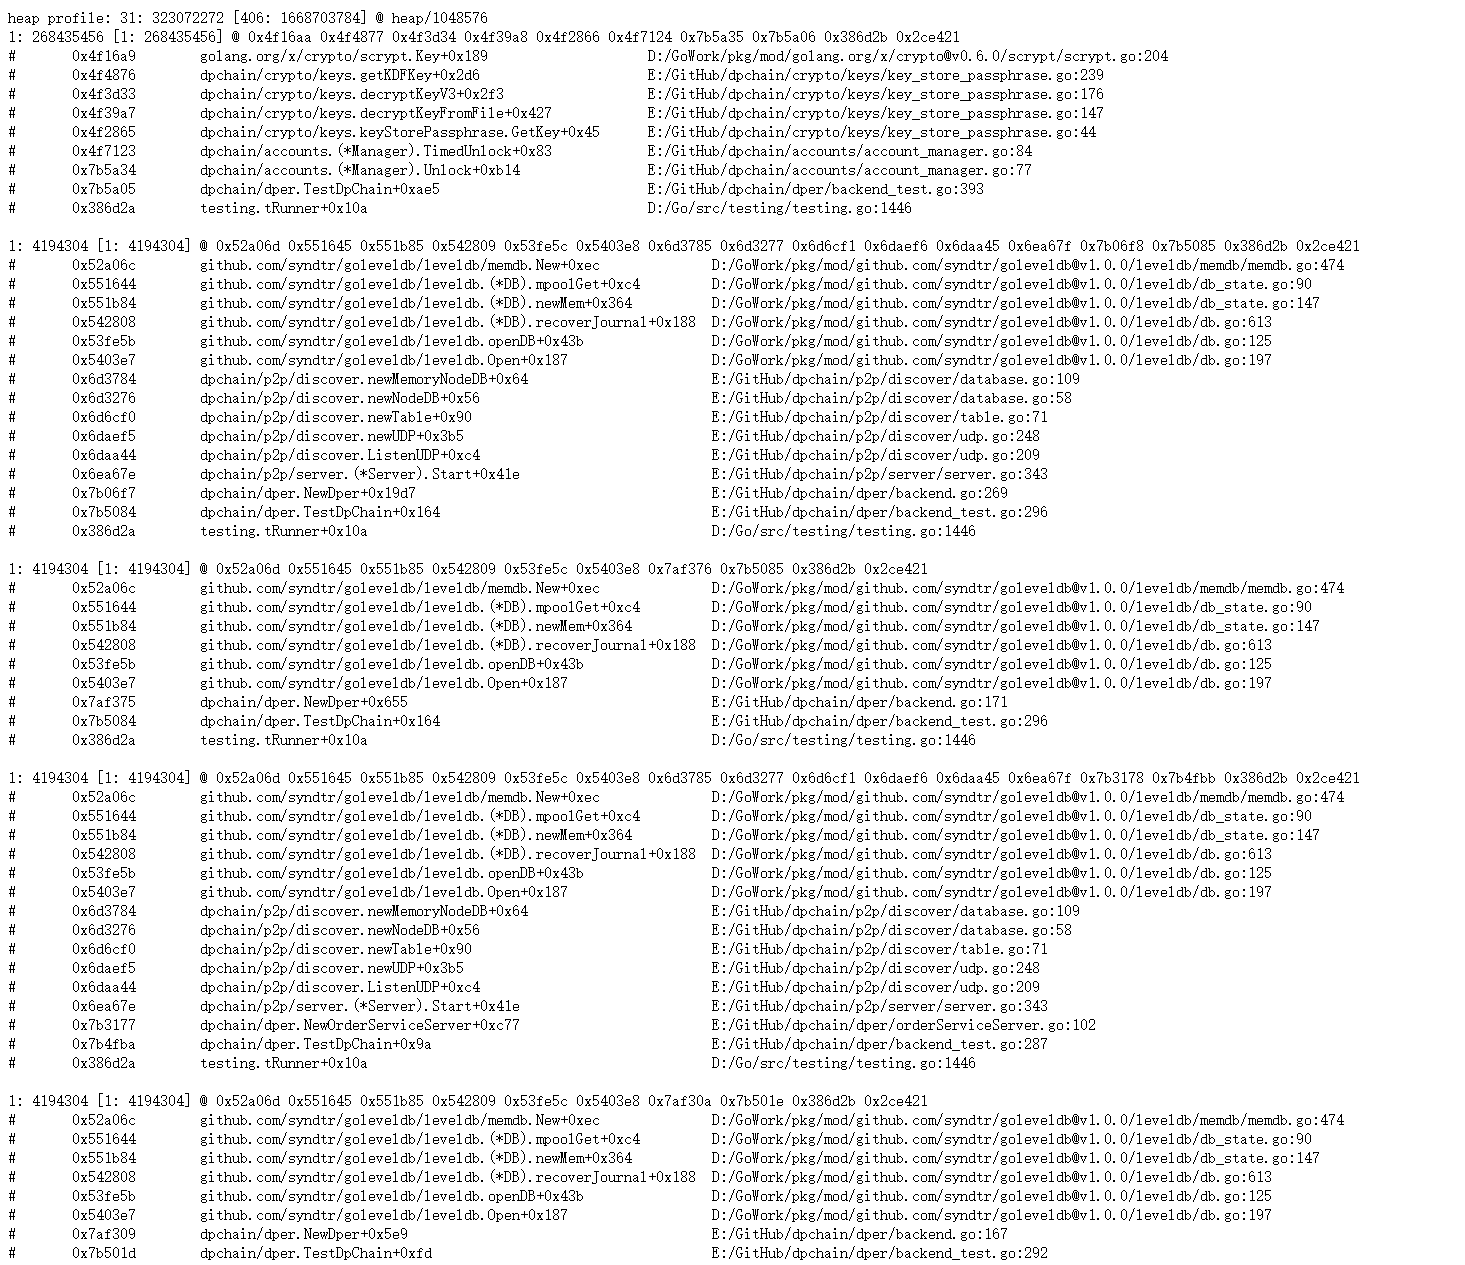 heap profile: 31: 323072272 [406: 1668703784] @ heap/1048576
1: 268435456 [1: 268435456] @ 0x4f16aa 0x4f4877 0x4f3d34 0x4f39a8 0x4f2866 0x4f7124 0x7b5a35 0x7b5a06 0x386d2b 0x2ce421
# 0x4f16a9 golang.org/x/crypto/scrypt.Key+0x189 D:/GoWork/pkg/mod/golang.org/x/crypto@v0.6.0/scrypt/scrypt.go:204
# 0x4f4876 dpchain/crypto/keys.getKDFKey+0x2d6 E:/GitHub/dpchain/crypto/keys/key_store_passphrase.go:239
# 0x4f3d33 dpchain/crypto/keys.decryptKeyV3+0x2f3 E:/GitHub/dpchain/crypto/keys/key_store_passphrase.go:176
# 0x4f39a7 dpchain/crypto/keys.decryptKeyFromFile+0x427 E:/GitHub/dpchain/crypto/keys/key_store_passphrase.go:147
# 0x4f2865 dpchain/crypto/keys.keyStorePassphrase.GetKey+0x45 E:/GitHub/dpchain/crypto/keys/key_store_passphrase.go:44
# 0x4f7123 dpchain/accounts.(*Manager).TimedUnlock+0x83 E:/GitHub/dpchain/accounts/account_manager.go:84
# 0x7b5a34 dpchain/accounts.(*Manager).Unlock+0xb14 E:/GitHub/dpchain/accounts/account_manager.go:77
# 0x7b5a05 dpchain/dper.TestDpChain+0xae5 E:/GitHub/dpchain/dper/backend_test.go:393
# 0x386d2a testing.tRunner+0x10a D:/Go/src/testing/testing.go:1446
1: 4194304 [1: 4194304] @ 0x52a06d 0x551645 0x551b85 0x542809 0x53fe5c 0x5403e8 0x6d3785 0x6d3277 0x6d6cf1 0x6daef6 0x6daa45 0x6ea67f 0x7b06f8 0x7b5085 0x386d2b 0x2ce421
# 0x52a06c github.com/syndtr/goleveldb/leveldb/memdb.New+0xec D:/GoWork/pkg/mod/github.com/syndtr/goleveldb@v1.0.0/leveldb/memdb/memdb.go:474
# 0x551644 github.com/syndtr/goleveldb/leveldb.(*DB).mpoolGet+0xc4 D:/GoWork/pkg/mod/github.com/syndtr/goleveldb@v1.0.0/leveldb/db_state.go:90
# 0x551b84 github.com/syndtr/goleveldb/leveldb.(*DB).newMem+0x364 D:/GoWork/pkg/mod/github.com/syndtr/goleveldb@v1.0.0/leveldb/db_state.go:147
# 0x542808 github.com/syndtr/goleveldb/leveldb.(*DB).recoverJournal+0x188 D:/GoWork/pkg/mod/github.com/syndtr/goleveldb@v1.0.0/leveldb/db.go:613
# 0x53fe5b github.com/syndtr/goleveldb/leveldb.openDB+0x43b D:/GoWork/pkg/mod/github.com/syndtr/goleveldb@v1.0.0/leveldb/db.go:125
# 0x5403e7 github.com/syndtr/goleveldb/leveldb.Open+0x187 D:/GoWork/pkg/mod/github.com/syndtr/goleveldb@v1.0.0/leveldb/db.go:197
# 0x6d3784 dpchain/p2p/discover.newMemoryNodeDB+0x64 E:/GitHub/dpchain/p2p/discover/database.go:109
# 0x6d3276 dpchain/p2p/discover.newNodeDB+0x56 E:/GitHub/dpchain/p2p/discover/database.go:58
# 0x6d6cf0 dpchain/p2p/discover.newTable+0x90 E:/GitHub/dpchain/p2p/discover/table.go:71
# 0x6daef5 dpchain/p2p/discover.newUDP+0x3b5 E:/GitHub/dpchain/p2p/discover/udp.go:248
# 0x6daa44 dpchain/p2p/discover.ListenUDP+0xc4 E:/GitHub/dpchain/p2p/discover/udp.go:209
# 0x6ea67e dpchain/p2p/server.(*Server).Start+0x41e E:/GitHub/dpchain/p2p/server/server.go:343
# 0x7b06f7 dpchain/dper.NewDper+0x19d7 E:/GitHub/dpchain/dper/backend.go:269
# 0x7b5084 dpchain/dper.TestDpChain+0x164 E:/GitHub/dpchain/dper/backend_test.go:296
# 0x386d2a testing.tRunner+0x10a D:/Go/src/testing/testing.go:1446
1: 4194304 [1: 4194304] @ 0x52a06d 0x551645 0x551b85 0x542809 0x53fe5c 0x5403e8 0x7af376 0x7b5085 0x386d2b 0x2ce421
# 0x52a06c github.com/syndtr/goleveldb/leveldb/memdb.New+0xec D:/GoWork/pkg/mod/github.com/syndtr/goleveldb@v1.0.0/leveldb/memdb/memdb.go:474
# 0x551644 github.com/syndtr/goleveldb/leveldb.(*DB).mpoolGet+0xc4 D:/GoWork/pkg/mod/github.com/syndtr/goleveldb@v1.0.0/leveldb/db_state.go:90
# 0x551b84 github.com/syndtr/goleveldb/leveldb.(*DB).newMem+0x364 D:/GoWork/pkg/mod/github.com/syndtr/goleveldb@v1.0.0/leveldb/db_state.go:147
# 0x542808 github.com/syndtr/goleveldb/leveldb.(*DB).recoverJournal+0x188 D:/GoWork/pkg/mod/github.com/syndtr/goleveldb@v1.0.0/leveldb/db.go:613
# 0x53fe5b github.com/syndtr/goleveldb/leveldb.openDB+0x43b D:/GoWork/pkg/mod/github.com/syndtr/goleveldb@v1.0.0/leveldb/db.go:125
# 0x5403e7 github.com/syndtr/goleveldb/leveldb.Open+0x187 D:/GoWork/pkg/mod/github.com/syndtr/goleveldb@v1.0.0/leveldb/db.go:197
# 0x7af375 dpchain/dper.NewDper+0x655 E:/GitHub/dpchain/dper/backend.go:171
# 0x7b5084 dpchain/dper.TestDpChain+0x164 E:/GitHub/dpchain/dper/backend_test.go:296
# 0x386d2a testing.tRunner+0x10a D:/Go/src/testing/testing.go:1446
1: 4194304 [1: 4194304] @ 0x52a06d 0x551645 0x551b85 0x542809 0x53fe5c 0x5403e8 0x6d3785 0x6d3277 0x6d6cf1 0x6daef6 0x6daa45 0x6ea67f 0x7b3178 0x7b4fbb 0x386d2b 0x2ce421
# 0x52a06c github.com/syndtr/goleveldb/leveldb/memdb.New+0xec D:/GoWork/pkg/mod/github.com/syndtr/goleveldb@v1.0.0/leveldb/memdb/memdb.go:474
# 0x551644 github.com/syndtr/goleveldb/leveldb.(*DB).mpoolGet+0xc4 D:/GoWork/pkg/mod/github.com/syndtr/goleveldb@v1.0.0/leveldb/db_state.go:90
# 0x551b84 github.com/syndtr/goleveldb/leveldb.(*DB).newMem+0x364 D:/GoWork/pkg/mod/github.com/syndtr/goleveldb@v1.0.0/leveldb/db_state.go:147
# 0x542808 github.com/syndtr/goleveldb/leveldb.(*DB).recoverJournal+0x188 D:/GoWork/pkg/mod/github.com/syndtr/goleveldb@v1.0.0/leveldb/db.go:613
# 0x53fe5b github.com/syndtr/goleveldb/leveldb.openDB+0x43b D:/GoWork/pkg/mod/github.com/syndtr/goleveldb@v1.0.0/leveldb/db.go:125
# 0x5403e7 github.com/syndtr/goleveldb/leveldb.Open+0x187 D:/GoWork/pkg/mod/github.com/syndtr/goleveldb@v1.0.0/leveldb/db.go:197
# 0x6d3784 dpchain/p2p/discover.newMemoryNodeDB+0x64 E:/GitHub/dpchain/p2p/discover/database.go:109
# 0x6d3276 dpchain/p2p/discover.newNodeDB+0x56 E:/GitHub/dpchain/p2p/discover/database.go:58
# 0x6d6cf0 dpchain/p2p/discover.newTable+0x90 E:/GitHub/dpchain/p2p/discover/table.go:71
# 0x6daef5 dpchain/p2p/discover.newUDP+0x3b5 E:/GitHub/dpchain/p2p/discover/udp.go:248
# 0x6daa44 dpchain/p2p/discover.ListenUDP+0xc4 E:/GitHub/dpchain/p2p/discover/udp.go:209
# 0x6ea67e dpchain/p2p/server.(*Server).Start+0x41e E:/GitHub/dpchain/p2p/server/server.go:343
# 0x7b3177 dpchain/dper.NewOrderServiceServer+0xc77 E:/GitHub/dpchain/dper/orderServiceServer.go:102
# 0x7b4fba dpchain/dper.TestDpChain+0x9a E:/GitHub/dpchain/dper/backend_test.go:287
# 0x386d2a testing.tRunner+0x10a D:/Go/src/testing/testing.go:1446
1: 4194304 [1: 4194304] @ 0x52a06d 0x551645 0x551b85 0x542809 0x53fe5c 0x5403e8 0x7af30a 0x7b501e 0x386d2b 0x2ce421
# 0x52a06c github.com/syndtr/goleveldb/leveldb/memdb.New+0xec D:/GoWork/pkg/mod/github.com/syndtr/goleveldb@v1.0.0/leveldb/memdb/memdb.go:474
# 0x551644 github.com/syndtr/goleveldb/leveldb.(*DB).mpoolGet+0xc4 D:/GoWork/pkg/mod/github.com/syndtr/goleveldb@v1.0.0/leveldb/db_state.go:90
# 0x551b84 github.com/syndtr/goleveldb/leveldb.(*DB).newMem+0x364 D:/GoWork/pkg/mod/github.com/syndtr/goleveldb@v1.0.0/leveldb/db_state.go:147
# 0x542808 github.com/syndtr/goleveldb/leveldb.(*DB).recoverJournal+0x188 D:/GoWork/pkg/mod/github.com/syndtr/goleveldb@v1.0.0/leveldb/db.go:613
# 0x53fe5b github.com/syndtr/goleveldb/leveldb.openDB+0x43b D:/GoWork/pkg/mod/github.com/syndtr/goleveldb@v1.0.0/leveldb/db.go:125
# 0x5403e7 github.com/syndtr/goleveldb/leveldb.Open+0x187 D:/GoWork/pkg/mod/github.com/syndtr/goleveldb@v1.0.0/leveldb/db.go:197
# 0x7af309 dpchain/dper.NewDper+0x5e9 E:/GitHub/dpchain/dper/backend.go:167
# 0x7b501d dpchain/dper.TestDpChain+0xfd E:/GitHub/dpchain/dper/backend_test.go:292